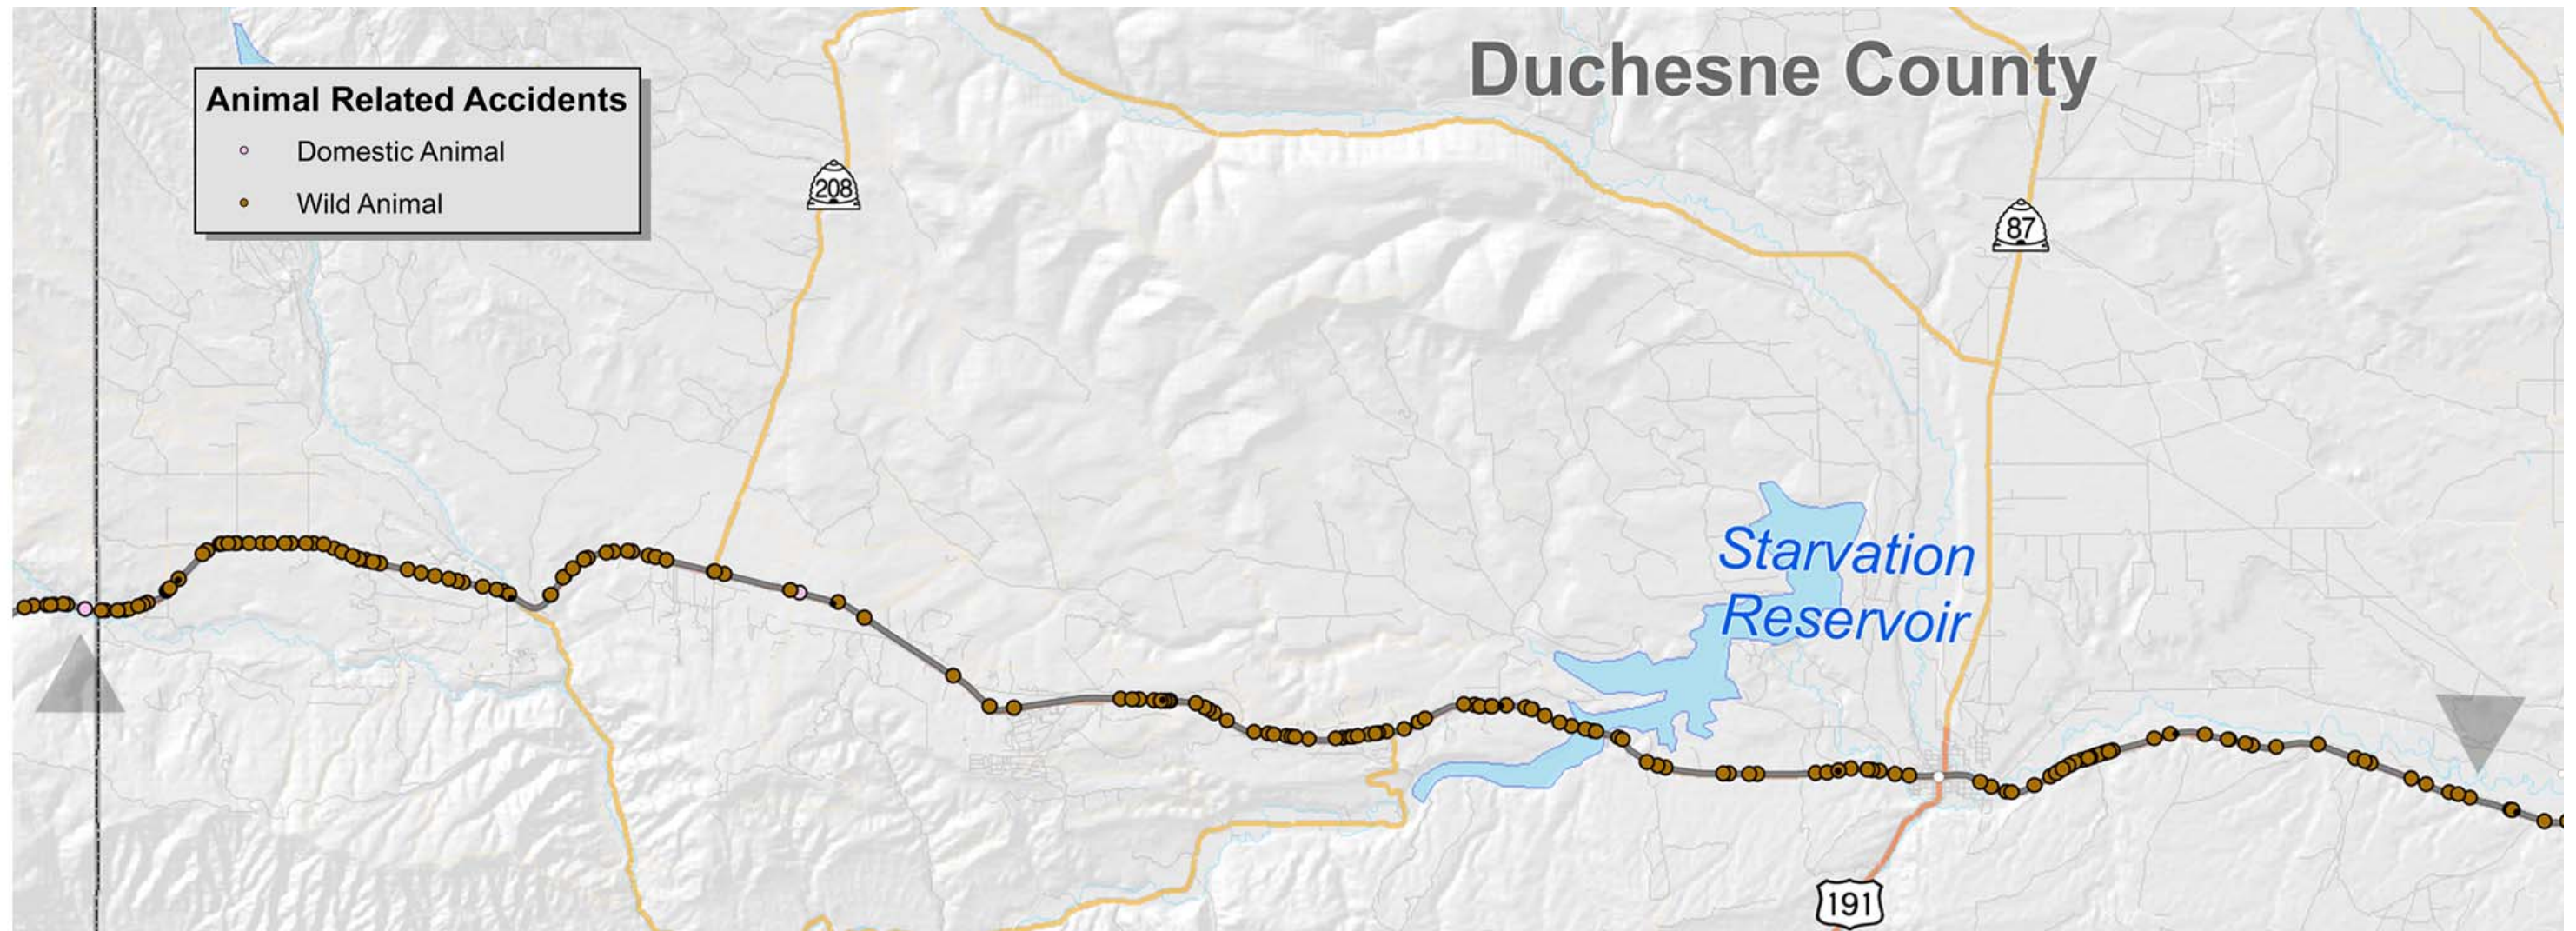 Duchesne County
Animal Related Accidents
Domestic Animal
Wild Animal
208
87
Starvation
Reservoir
191